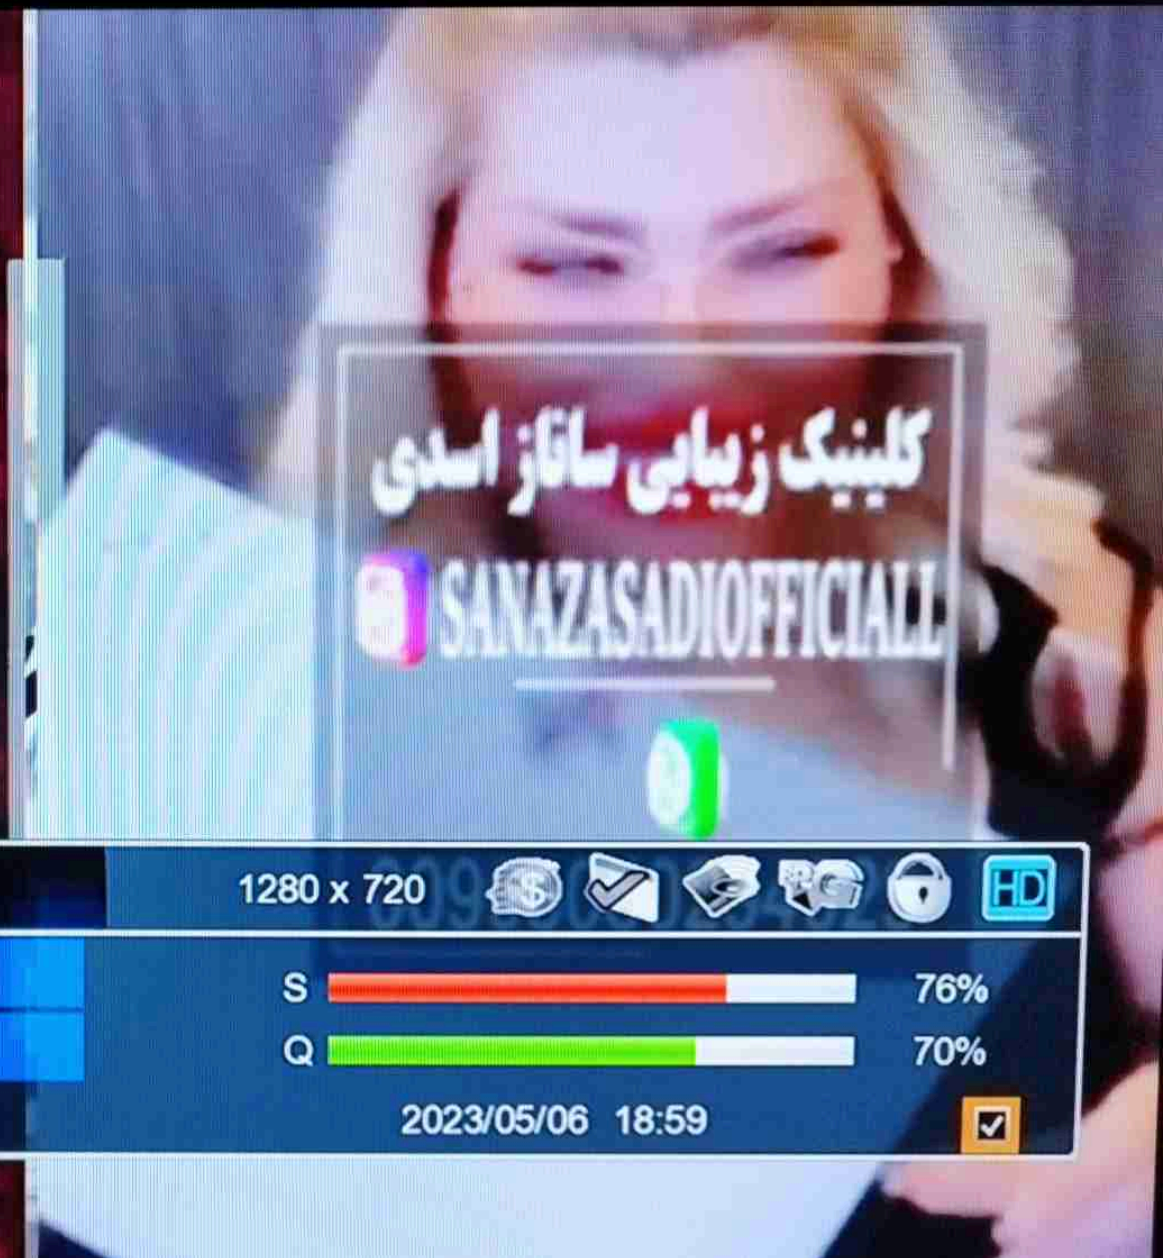 کلینیک زیبایی ساناز اسدی
SANAZASADIOFFICIALL
1280 x 720
HD
S 76%
Q 70%
2023/05/06 18:59